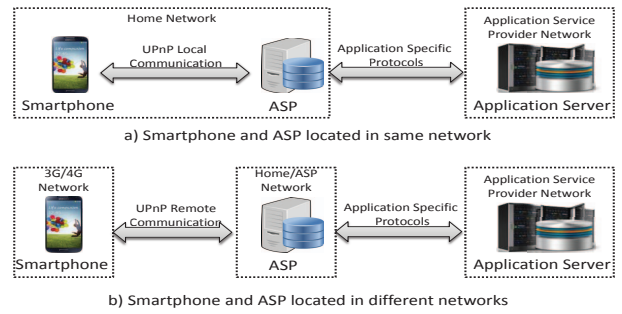 Home Network
UPnP Local
Communication
Smartphone
ASP
Application Specific
Protocols
Application Service
Provider Network
Application Server
a) Smartphone and ASP located in same network
3G/4G
Network
Smartphone
UPnP Remote
Communication
Home/ASP
Network
ASP
Application Specific
Protocols
Application Service
Provider Network
Application Server
b) Smartphone and ASP located in different networks